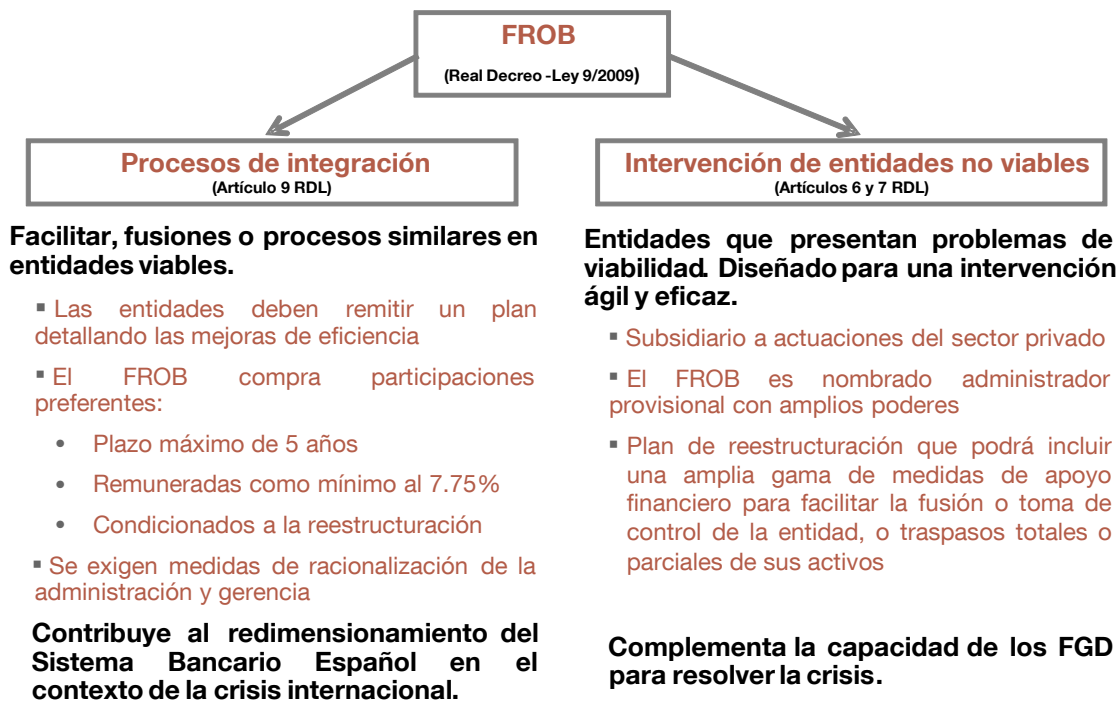 FROB
(Real Decreo -Ley 9/2009)
Procesos de integración
(Artículo 9 RDL)
Facilitar, fusiones o procesos similares en
entidades viables.
▪ Las entidades deben remitir un plan
detallando las mejoras de eficiencia
▪ El FROB compra participaciones
preferentes:
• Plazo máximo de 5 años
• Remuneradas como mínimo al 7.75%
• Condicionados a la reestructuración
▪ Se exigen medidas de racionalización de la
administración y gerencia
Contribuye al redimensionamiento del
Sistema Bancario Español en el
contexto de la crisis internacional.
Intervención de entidades no viables
(Artículos 6 y 7 RDL)
Entidades que presentan problemas de
viabilidad. Diseñado para una intervención
ágil y eficaz.
▪ Subsidiario a actuaciones del sector privado
▪ El FROB es nombrado administrador
provisional con amplios poderes
▪ Plan de reestructuración que podrá incluir
una amplia gama de medidas de apoyo
financiero para facilitar la fusión o toma de
control de la entidad, o traspasos totales o
parciales de sus activos
Complementa la capacidad de los FGD
para resolver la crisis.